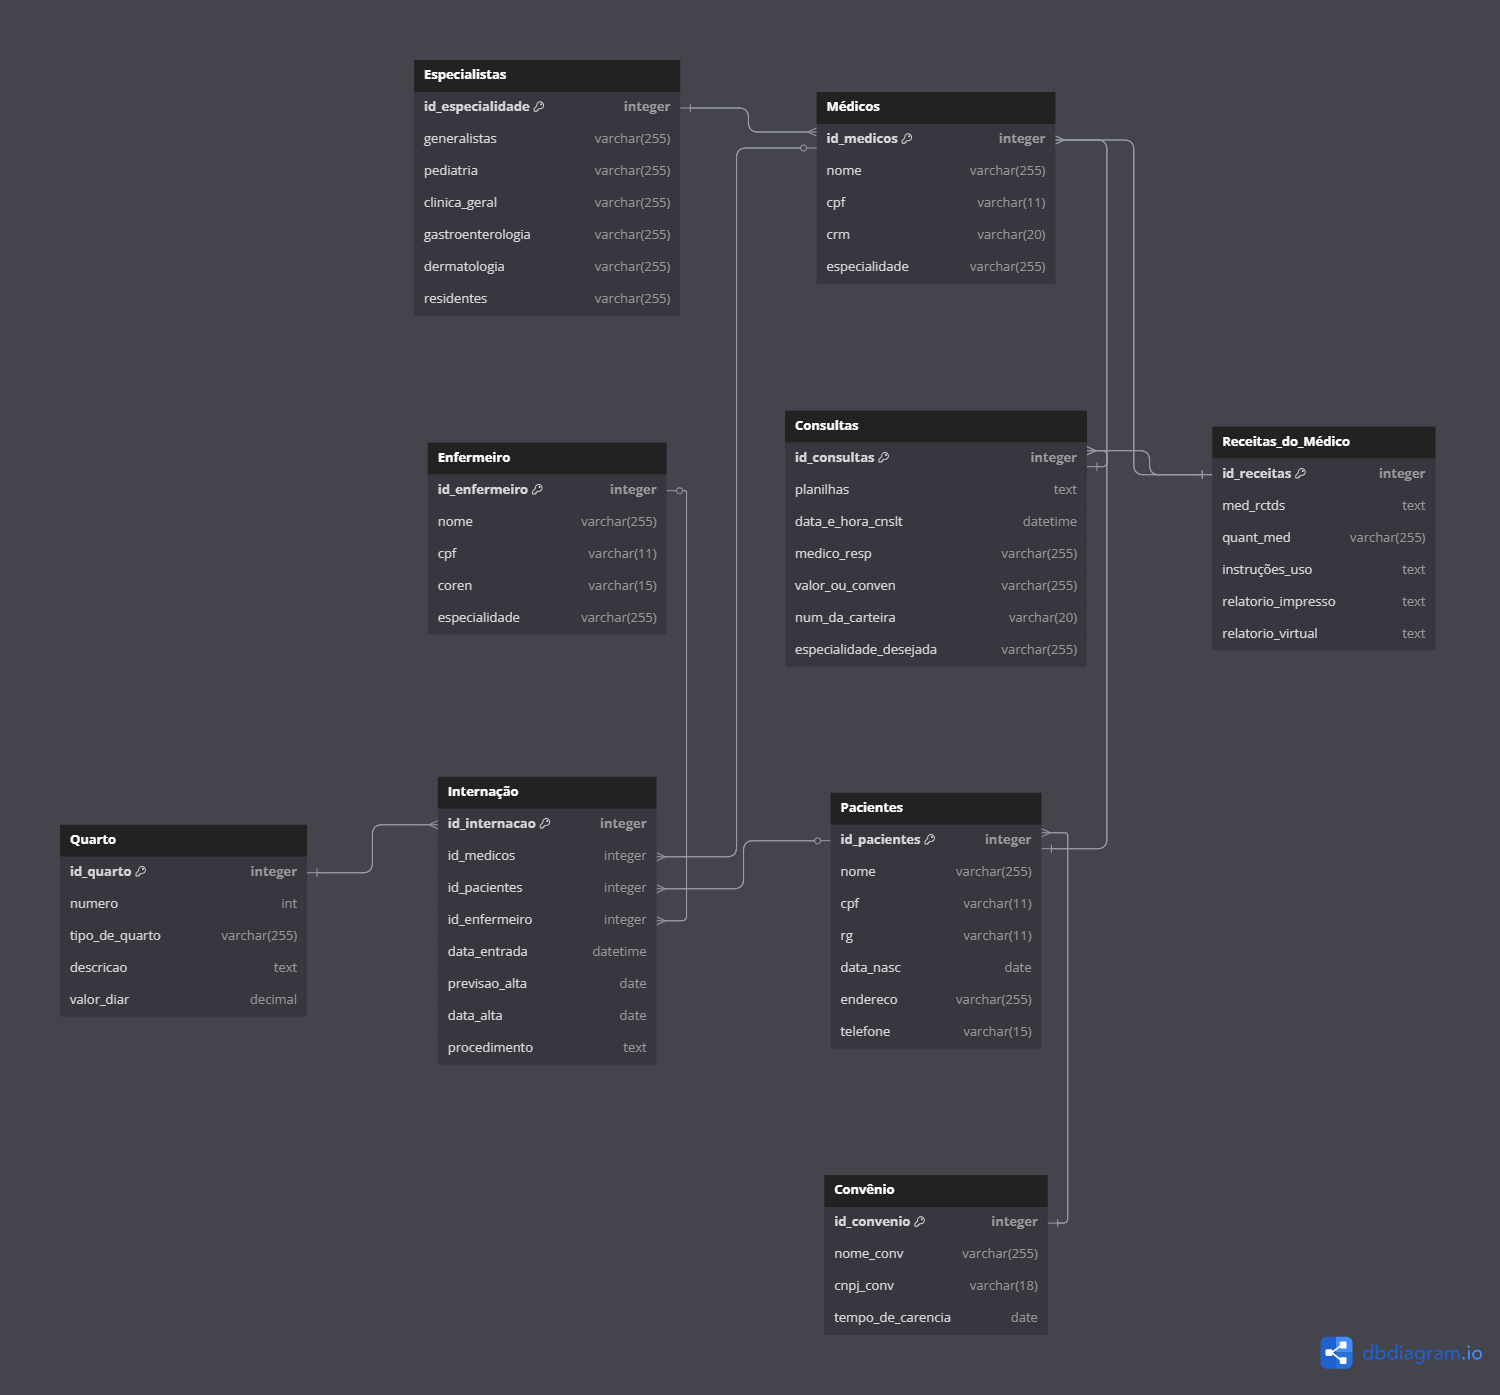 Especialistas
id_especialidade integer
generalistas varchar(255)
pediatria varchar(255)
clinica_geral varchar(255)
gastroenterologia varchar(255)
dermatologia varchar(255)
residentes varchar(255)
Médicos
id_medicos integer
nome varchar(255)
cpf varchar(11)
crm varchar(20)
especialidade varchar(255)
Enfermeiro
id_enfermeiro integer
nome varchar(255)
cpf varchar(11)
coren varchar(15)
especialidade varchar(255)
Consultas
id_consultas integer
planilhas text
data_e_hora_cnslt datetime
medico_resp varchar(255)
valor_ou_conven varchar(255)
num_da_carteira varchar(20)
especialidade_desejada varchar(255)
Receitas_do_Médico
id_receitas integer
med_rctds text
quant_med varchar(255)
instruções_uso text
relatorio_impresso text
relatorio_virtual text
Quarto
id_quarto integer
numero int
tipo_de_quarto varchar(255)
descricao text
valor_diar decimal
Internação
id_internacao integer
id_medicos integer
id_pacientes integer
id_enfermeiro integer
data_entrada datetime
previsao_alta date
data_alta date
procedimento text
Pacientes
id_pacientes integer
nome varchar(255)
cpf varchar(11)
rg varchar(11)
data_nasc date
endereco varchar(255)
telefone varchar(15)
Convênio
id_convenio integer
nome_conv varchar(255)
cnpj_conv varchar(18)
tempo_de_carencia date
dbdiagram.io